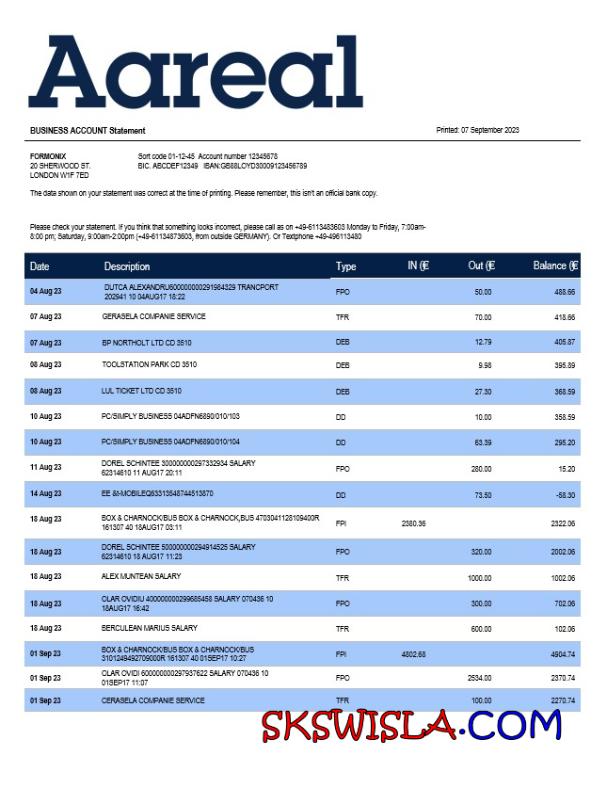 Aareal
BUSINESS ACCOUNT Statement
Printed: 07 September 2023
FORMONIX
20 SHERWOOD ST.
LONDON W1F 7ED
Sort code 01-12-45 Account number 12345678
BIC. ABCDEF12349 IBAN:GB88LOYD30009123456789
The data shown on your statement was correct at the time of printing. Please remember, this isn't an official bank copy.
Please check your statement. If you think that something looks incorrect, please call as on +49-6113483603 Monday to Friday, 7:00am-
8:00 pm; Saturday, 9:00am-2:00pm (+49-6134873603, from outside GERMANY). Or Textphone +49-496113480
Date Description Type IN (€ Out (€ Balance (€
04 Aug 23 DUTCA ALEXANDRU600000000291984329 TRANCPORT
202941 10 04AUG17 18:22 FPO 50.00 488.66
07 Aug 23 GERASELA COMPANIE SERVICE TFR 70.00 418.66
07 Aug 23 BP NORTHOLT LTD CD 3510 DEB 12.79 405.87
08 Aug 23 TOOLSTATION PARK CD 3510 DEB 9.98 395.89
08 Aug 23 LUL TICKET LTD CD 3510 DEB 27.30 368.59
10 Aug 23 PC/SIMPLY BUSINESS 04ADFN6890/010/103 DD 10.00 358.59
10 Aug 23 PC/SIMPLY BUSINESS 04ADFN6890/010/104 DD 63.39 295.20
11 Aug 23 DOREL SCHINTEE 300000000297332934 SALARY
62314610 11 AUG17 20:11 FPO 280.00 15.20
14 Aug 23 EE &t-MOBILEQ63313548744513870 DD 73.50 -58.30
18 Aug 23 BOX & CHARNOCK/BUS BOX & CHARNOCK,BUS 4703041128109400R
161307 40 18AUG17 03:11 FPI 2380.36 2322.06
18 Aug 23 DOREL SCHINTEE 500000000294914525 SALARY
62314610 18 AUG17 11:23 FPO 320.00 2002.06
18 Aug 23 ALEX MUNTEAN SALARY TFR 1000.00 1002.06
18 Aug 23 OLAR OVIDIU 400000000299685458 SALARY 070436 10
18AUG17 16:42 FPO 300.00 702.06
18 Aug 23 BERCULEAN MARIUS SALARY TFR 600.00 102.06
01 Sep 23 BOX & CHARNOCK/BUS BOX & CHARNOCK/BUS
3101249492709000R 161307 40 01SEP17 10:27 FPI 4802.68 4904.74
01 Sep 23 OLAR OVIDI 600000000297937622 SALARY 070436 10
01SEP17 11:07 FPO 2534.00 2370.74
01 Sep 23 CERASELA COMPANIE SERVICE TFR 100.00 2270.74
SKSWISLA.COM